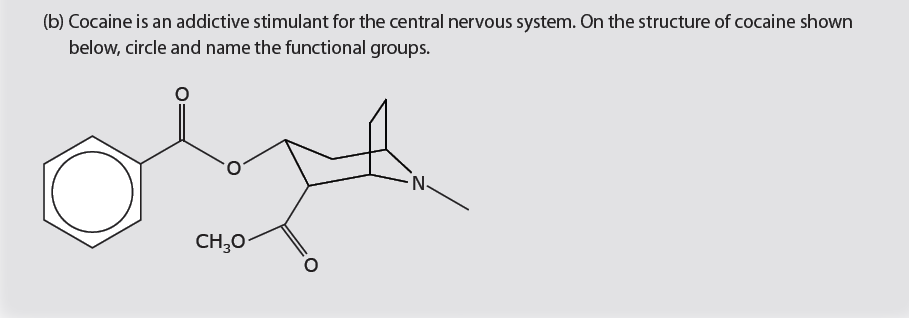 (b) Cocaine is an addictive stimulant for the central nervous system. On the structure of cocaine shown
below, circle and name the functional groups.
O
O
N
CH₃O
O